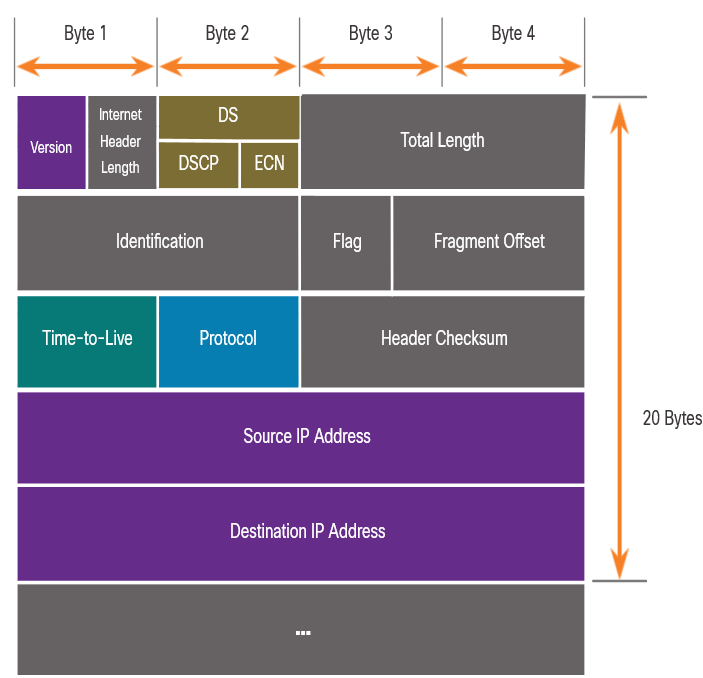 Byte 1
Byte 2
Byte 3
Byte 4
Version
Internet
Header
Length
DS
DSCP
ECN
Total Length
Identification
Flag
Fragment Offset
Time-to-Live
Protocol
Header Checksum
Source IP Address
20 Bytes
Destination IP Address
...